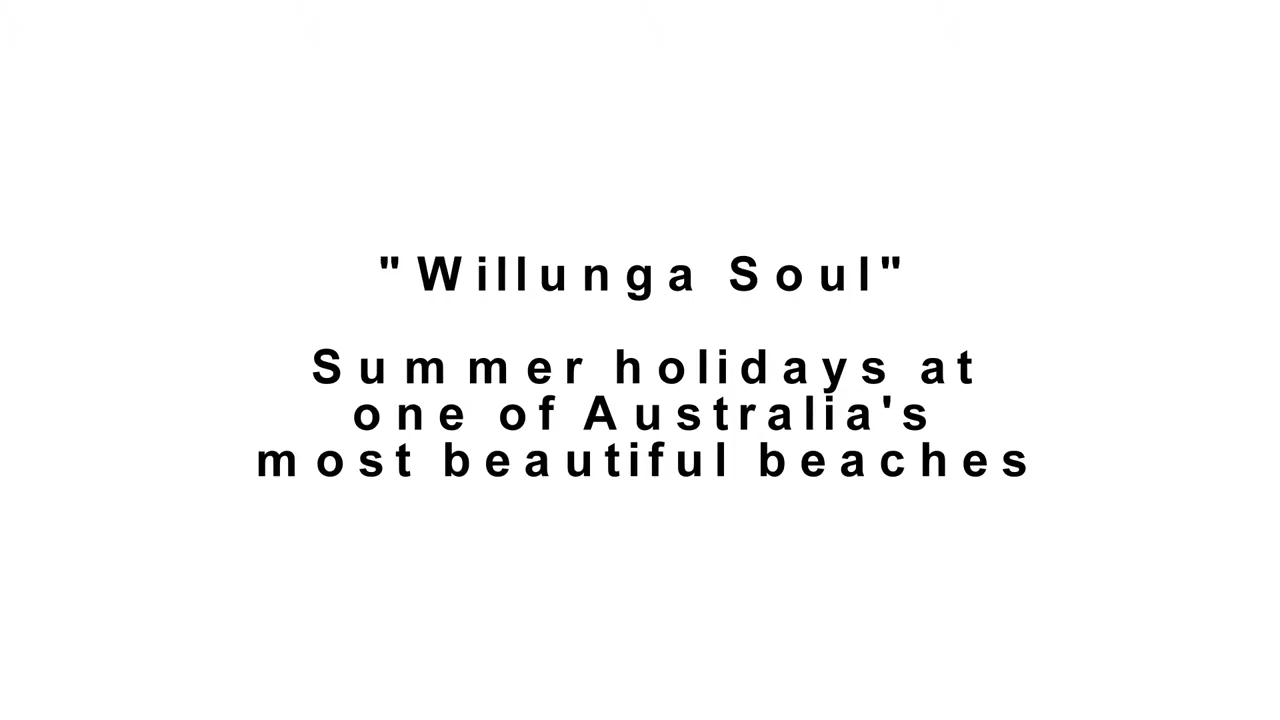 "Willunga Soul"
Summer holidays at
one of Australia's
most beautiful beaches